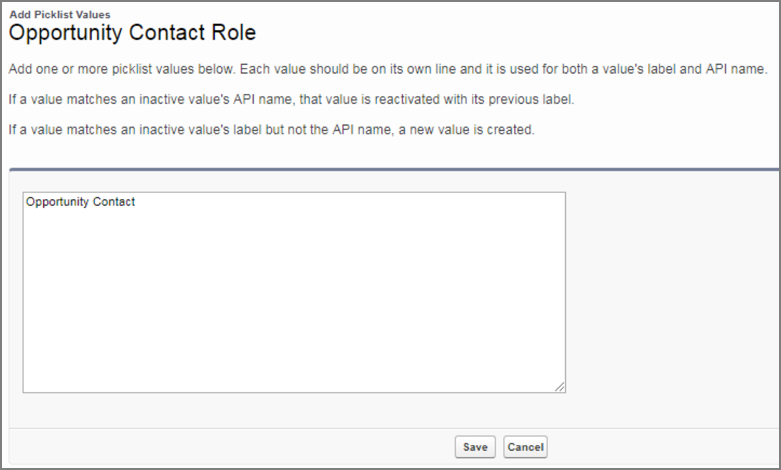 Add Picklist Values
Opportunity Contact Role
Add one or more picklist values below. Each value should be on its own line and it is used for both a value's label and API name.
If a value matches an inactive value's API name, that value is reactivated with its previous label.
If a value matches an inactive value's label but not the API name, a new value is created.
Opportunity Contact
Save Cancel